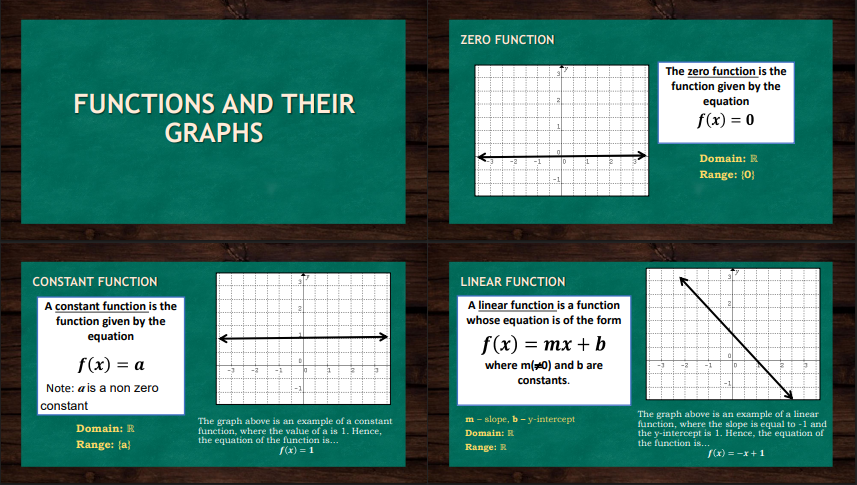 FUNCTIONS AND THEIR
GRAPHS
ZERO FUNCTION
3 y
2
1
0
-3 -2 -1 0 1 2 3
-1
The zero function is the
function given by the
equation
f(x) = 0
Domain: ℝ
Range: {0}
CONSTANT FUNCTION
A constant function is the
function given by the
equation
f(x) = a
Note: a is a non zero
constant
Domain: ℝ
Range: {a}
3 y
2
1
0
-3 -2 -1 0 1 2 3
-1
The graph above is an example of a constant
function, where the value of a is 1. Hence,
the equation of the function is...
f(x) = 1
LINEAR FUNCTION
A linear function is a function
whose equation is of the form
f(x) = mx + b
where m(≠0) and b are
constants.
m – slope, b – y-intercept
Domain: ℝ
Range: ℝ
3 y
2
1
0
-3 -2 -1 0 1 2 3
-1
The graph above is an example of a linear
function, where the slope is equal to -1 and
the y-intercept is 1. Hence, the equation of
the function is...
f(x) = −x + 1